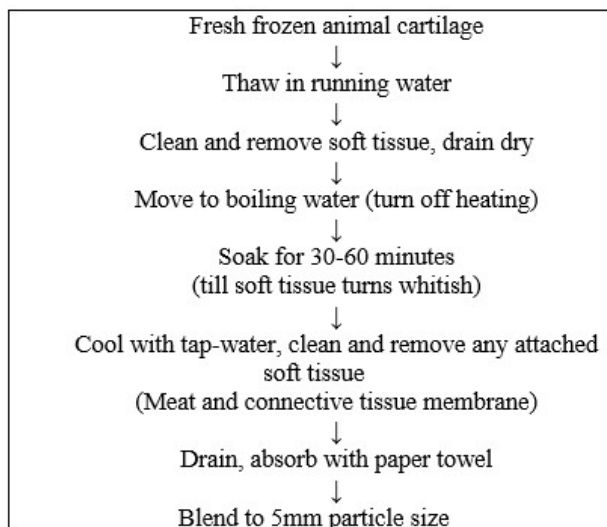 Fresh frozen animal cartilage
↓
Thaw in running water
↓
Clean and remove soft tissue, drain dry
↓
Move to boiling water (turn off heating)
↓
Soak for 30-60 minutes
(till soft tissue turns whitish)
↓
Cool with tap-water, clean and remove any attached
soft tissue
(Meat and connective tissue membrane)
↓
Drain, absorb with paper towel
↓
Blend to 5mm particle size